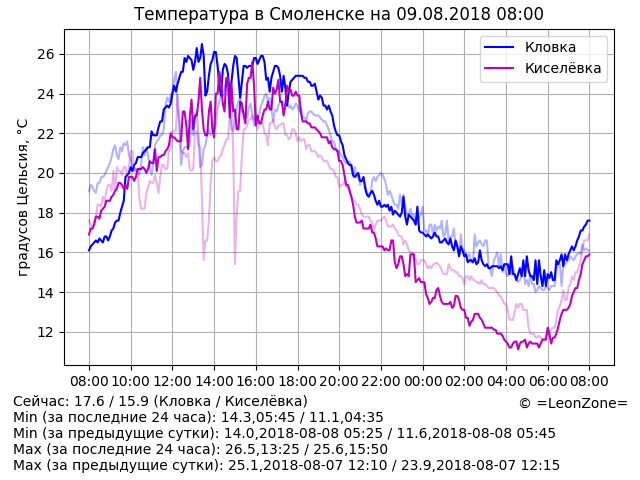 Температура в Смоленске на 09.08.2018 08:00
градусов Цельсия, °C
26
24
22
20
18
16
14
12
Кловка
Киселёвка
08:00 10:00 12:00 14:00 16:00 18:00 20:00 22:00 00:00 02:00 04:00 06:00 08:00
Сейчас: 17.6 / 15.9 (Кловка / Киселёвка)
© =LeonZone=
Min (за последние 24 часа): 14.3,05:45 / 11.1,04:35
Min (за предыдущие сутки): 14.0,2018-08-08 05:25 / 11.6,2018-08-08 05:45
Max (за последние 24 часа): 26.5,13:25 / 25.6,15:50
Max (за предыдущие сутки): 25.1,2018-08-07 12:10 / 23.9,2018-08-07 12:15